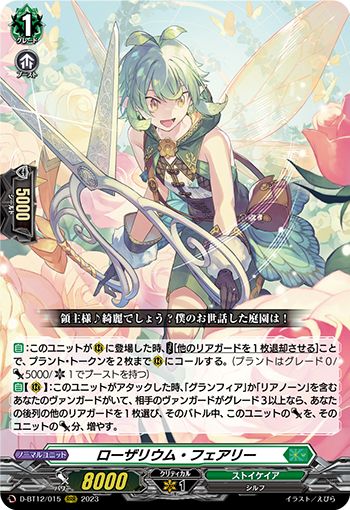 1
グレード
ブースト
5000
シールド
領主様♪綺麗でしょう?僕のお世話した庭園は!
自:このユニットがRに登場した時、【コスト】[他のリアガードを1枚退却させる]こと
で、プラント・トークンを2枚までRにコールする。(プラントはグレード0/
5000/1でブーストを持つ)
自【R】:このユニットがアタックした時、「グランフィア」か「リアノーン」を含む
あなたのヴァンガードがいて、相手のヴァンガードがグレード3以上なら、あなた
の後列の他のリアガードを1枚選び、そのバトル中、このユニットのを、その
ユニットの分、増やす。
ノーマルユニット
ローザリウム・フェアリー
D-BT12/015 RRR 2023
パワー
8000
クリティカル
1
ストイケイア
シルフ
イラスト/えびら